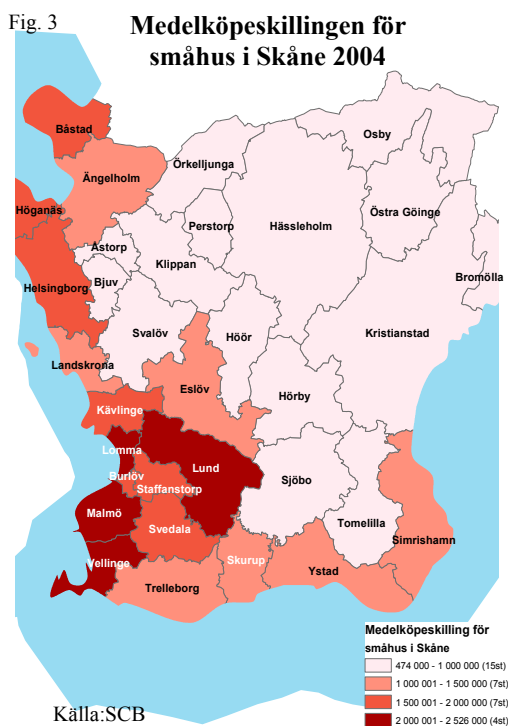 Fig. 3
Medelköpeskillingen för
småhus i Skåne 2004
Båstad
Osby
Örkelljunga
Ängelholm
Höganäs
Perstorp
Östra Göinge
Hässleholm
Åstorp
Klippan
Bromölla
Bjuv
Helsingborg
Svalöv
Höör
Kristianstad
Landskrona
Eslöv
Hörby
Kävlinge
Lomma
Lund
Burlöv
Sjöbo
Staffanstorp
Malmö
Svedala
Tomelilla
Simrishamn
Vellinge
Skurup
Ystad
Trelleborg
Medelköpeskilling för
småhus i Skåne
474 000 - 1 000 000 (15st)
1 000 001 - 1 500 000 (7st)
1 500 001 - 2 000 000 (7st)
2 000 001 - 2 526 000 (4st)
Källa:SCB